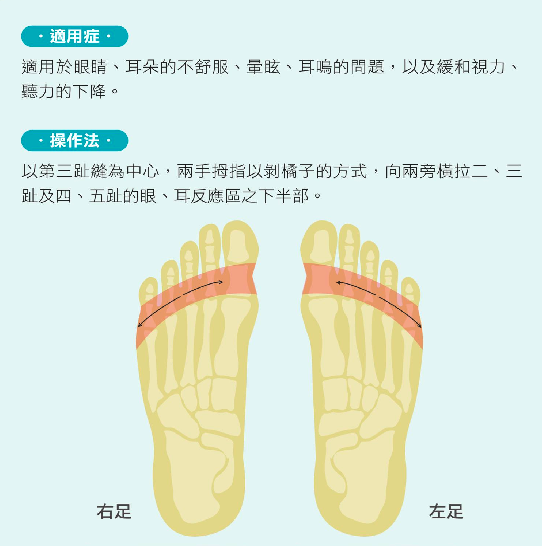 ·適用症·
適用於眼睛、耳朵的不舒服、暈眩、耳鳴的問題，以及緩和視力、
聽力的下降。
·操作法·
以第三趾縫為中心，兩手拇指以剝橘子的方式，向兩旁橫拉二、三
趾及四、五趾的眼、耳反應區之下半部。
右足
左足